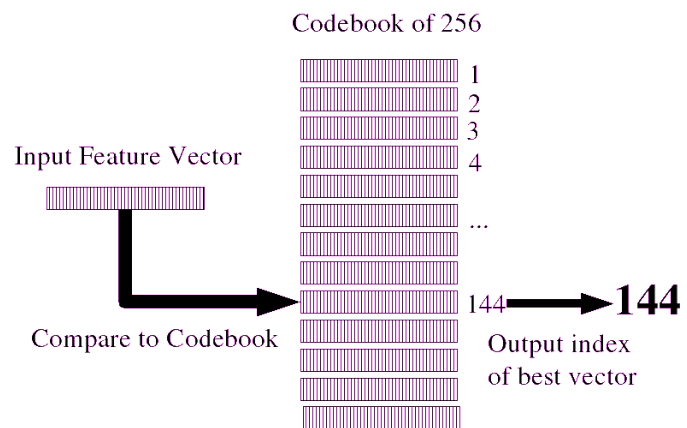 Codebook of 256
1
2
3
4
Input Feature Vector
...
144
144
Compare to Codebook
Output index
of best vector